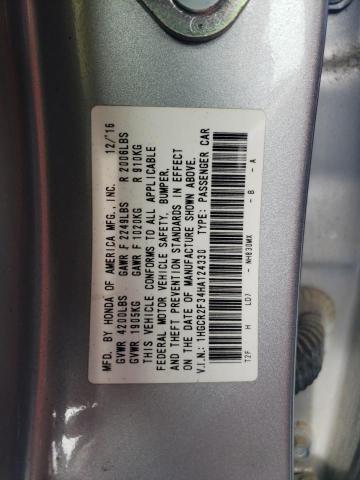 MFD. BY HONDA OF AMERICA MFG., INC. 12/'16
GVWR 4200LBS GAWR F 2249LBS R 2006LBS
GVWR 1905KG GAWR F 1020KG R 910KG
THIS VEHICLE CONFORMS TO ALL APPLICABLE
FEDERAL MOTOR VEHICLE SAFETY, BUMPER,
AND THEFT PREVENTION STANDARDS IN EFFECT
ON THE DATE OF MANUFACTURE SHOWN ABOVE.
V.I.N.: 1HGCR2F34HA124330 TYPE: PASSENGER CAR
T2F H LD7 - NH830MX - B - A